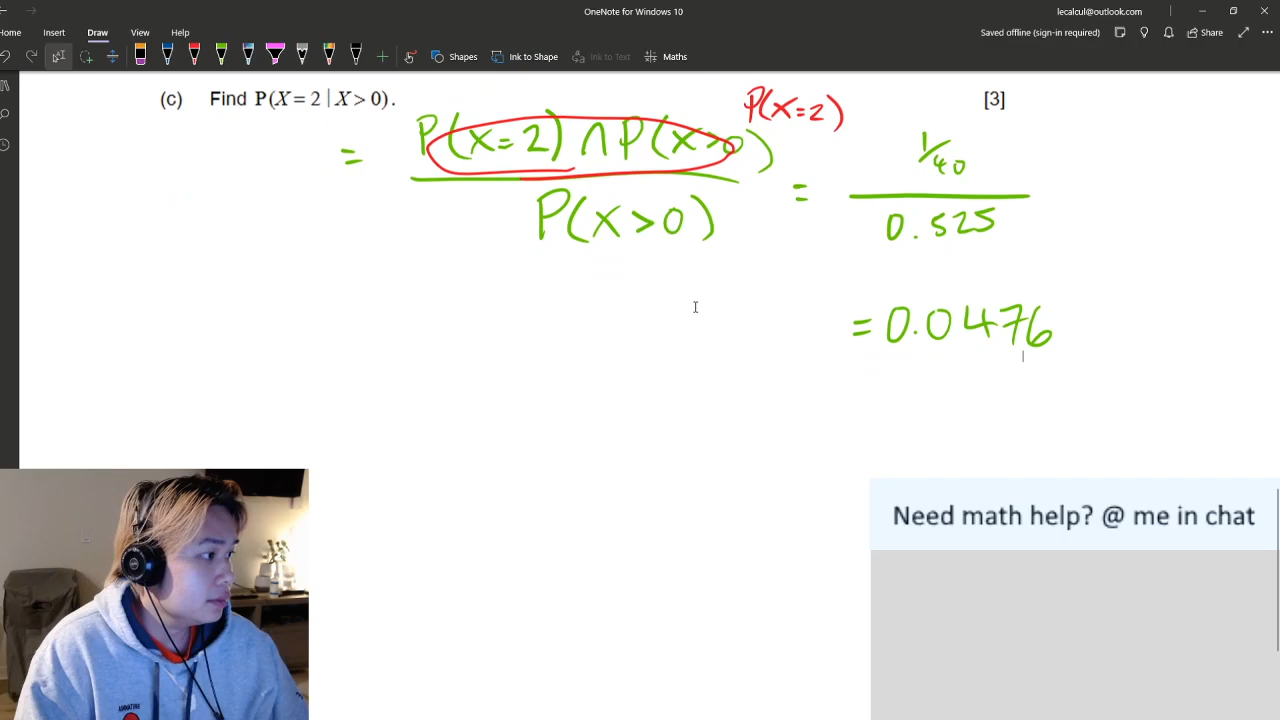 OneNote for Windows 10
lecalcul@outlook.com
Home Insert Draw View Help
Saved offline (sign-in required)
Share
Shapes
Ink to Shape
Ink to Text
Maths
(c) Find P(X = 2 | X > 0).
[3]
P(X=2)
= P(X=2) ∩ P(X>0) / P(X>0) = 1/40 / 0.525
= 0.0476
Need math help? @ me in chat